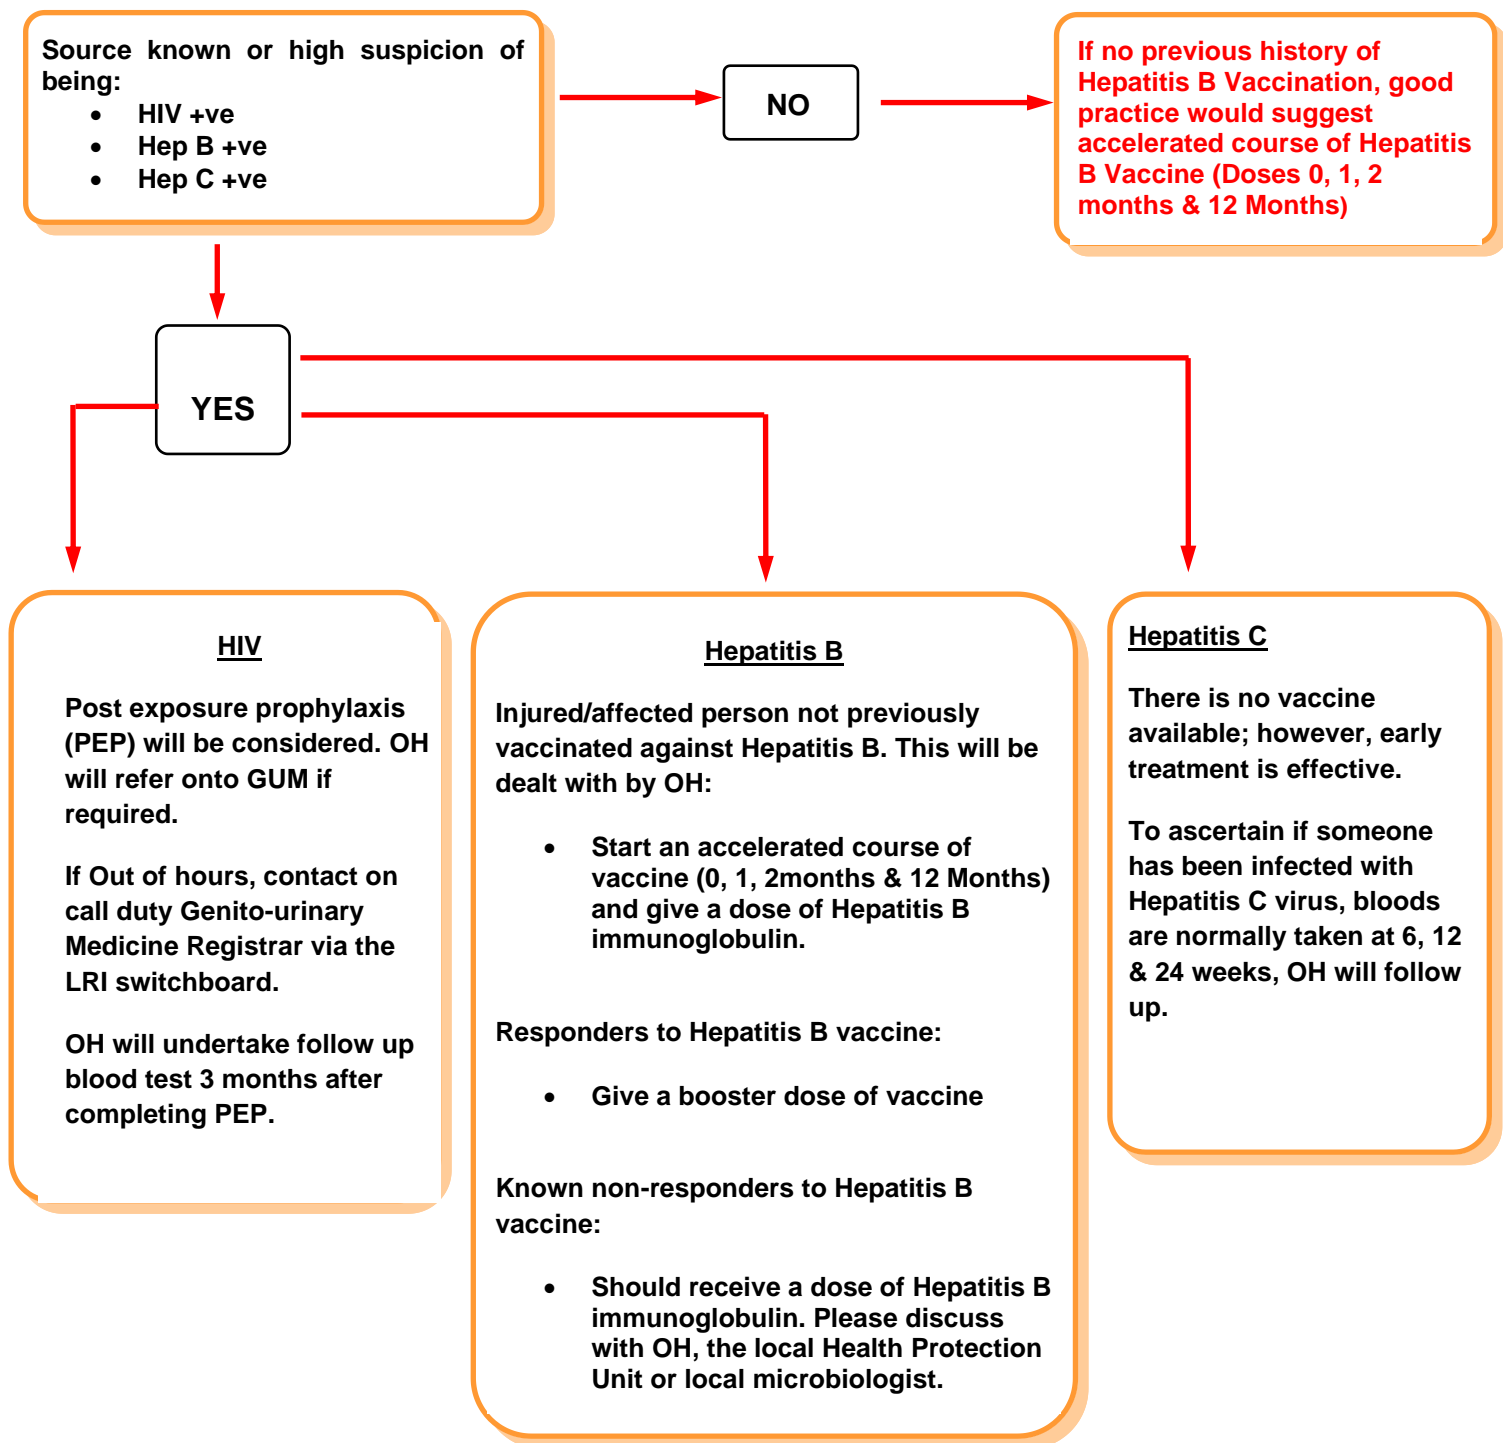 Source known or high suspicion of
being:
• HIV +ve
• Hep B +ve
• Hep C +ve
NO
If no previous history of
Hepatitis B Vaccination, good
practice would suggest
accelerated course of Hepatitis
B Vaccine (Doses 0, 1, 2
months & 12 Months)
YES
HIV
Post exposure prophylaxis
(PEP) will be considered. OH
will refer onto GUM if
required.
If Out of hours, contact on
call duty Genito-urinary
Medicine Registrar via the
LRI switchboard.
OH will undertake follow up
blood test 3 months after
completing PEP.
Hepatitis B
Injured/affected person not previously
vaccinated against Hepatitis B. This will be
dealt with by OH:
• Start an accelerated course of
vaccine (0, 1, 2months & 12 Months)
and give a dose of Hepatitis B
immunoglobulin.
Responders to Hepatitis B vaccine:
• Give a booster dose of vaccine
Known non-responders to Hepatitis B
vaccine:
• Should receive a dose of Hepatitis B
immunoglobulin. Please discuss
with OH, the local Health Protection
Unit or local microbiologist.
Hepatitis C
There is no vaccine
available; however, early
treatment is effective.
To ascertain if someone
has been infected with
Hepatitis C virus, bloods
are normally taken at 6, 12
& 24 weeks, OH will follow
up.